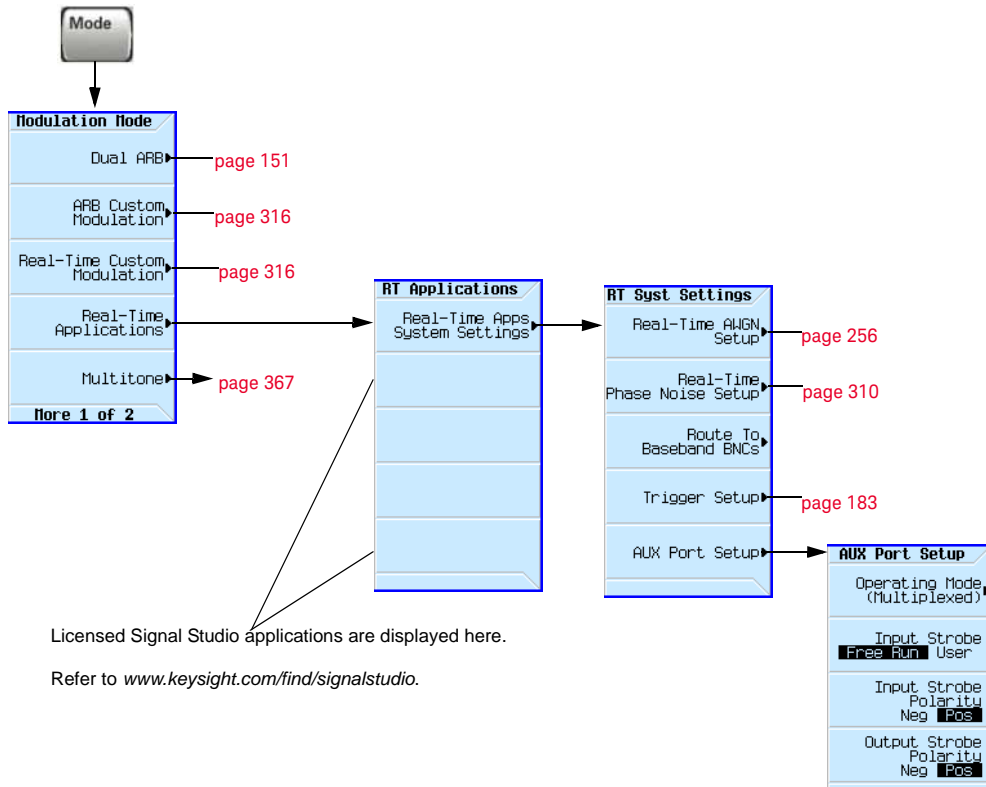 Mode
Modulation Mode
Dual ARB
page 151
ARB Custom
Modulation
page 316
Real-Time Custom
Modulation
page 316
Real-Time
Applications
Multitone
page 367
More 1 of 2
RT Applications
Real-Time Apps
System Settings
RT Syst Settings
Real-Time AWGN
Setup
page 256
Real-Time
Phase Noise Setup
page 310
Route To
Baseband BNCs
Trigger Setup
page 183
AUX Port Setup
AUX Port Setup
Operating Mode
(Multiplexed)
Input Strobe
Free Run User
Input Strobe
Polarity
Neg Pos
Output Strobe
Polarity
Neg Pos
Licensed Signal Studio applications are displayed here.
Refer to www.keysight.com/find/signalstudio.